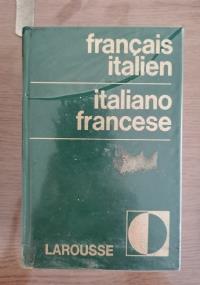 français
italien
italiano
francese
LAROUSSE